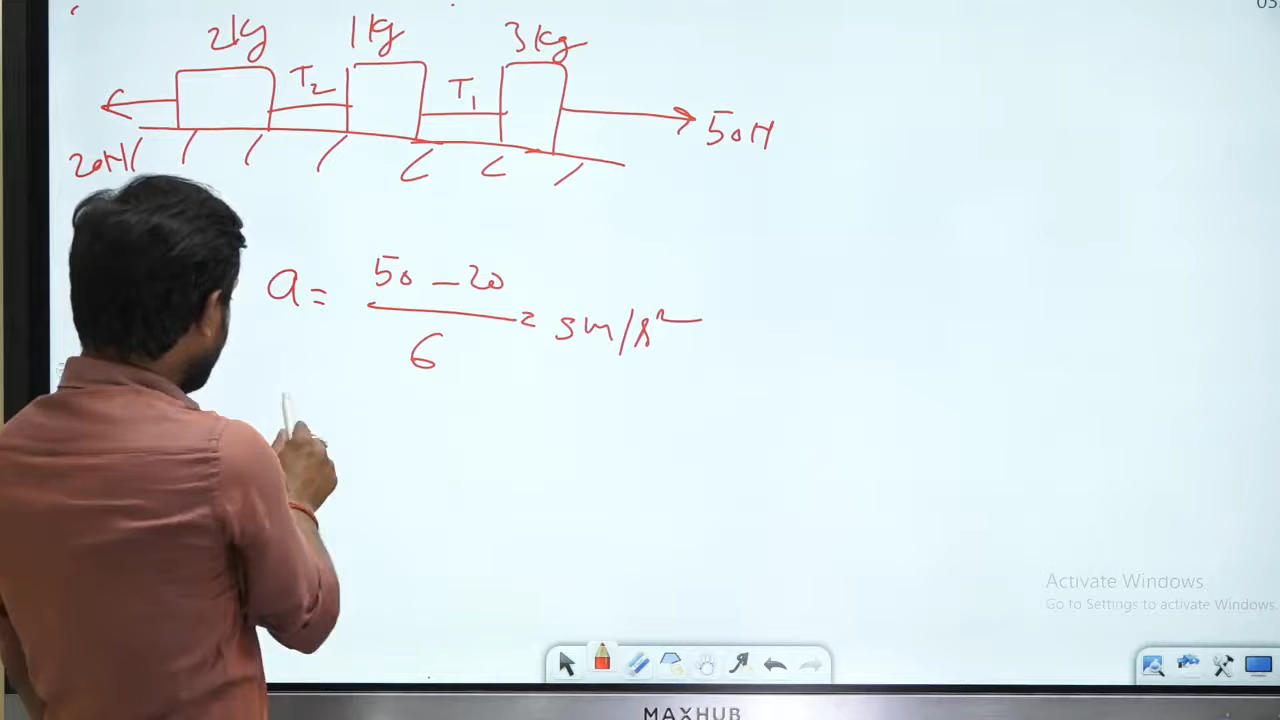 2kg 1kg 3kg
T₂ T₁
50N
20N
a = 50 - 20 / 6 = 5m/s²
Activate Windows
Go to Settings to activate Windows.
MAXHUB